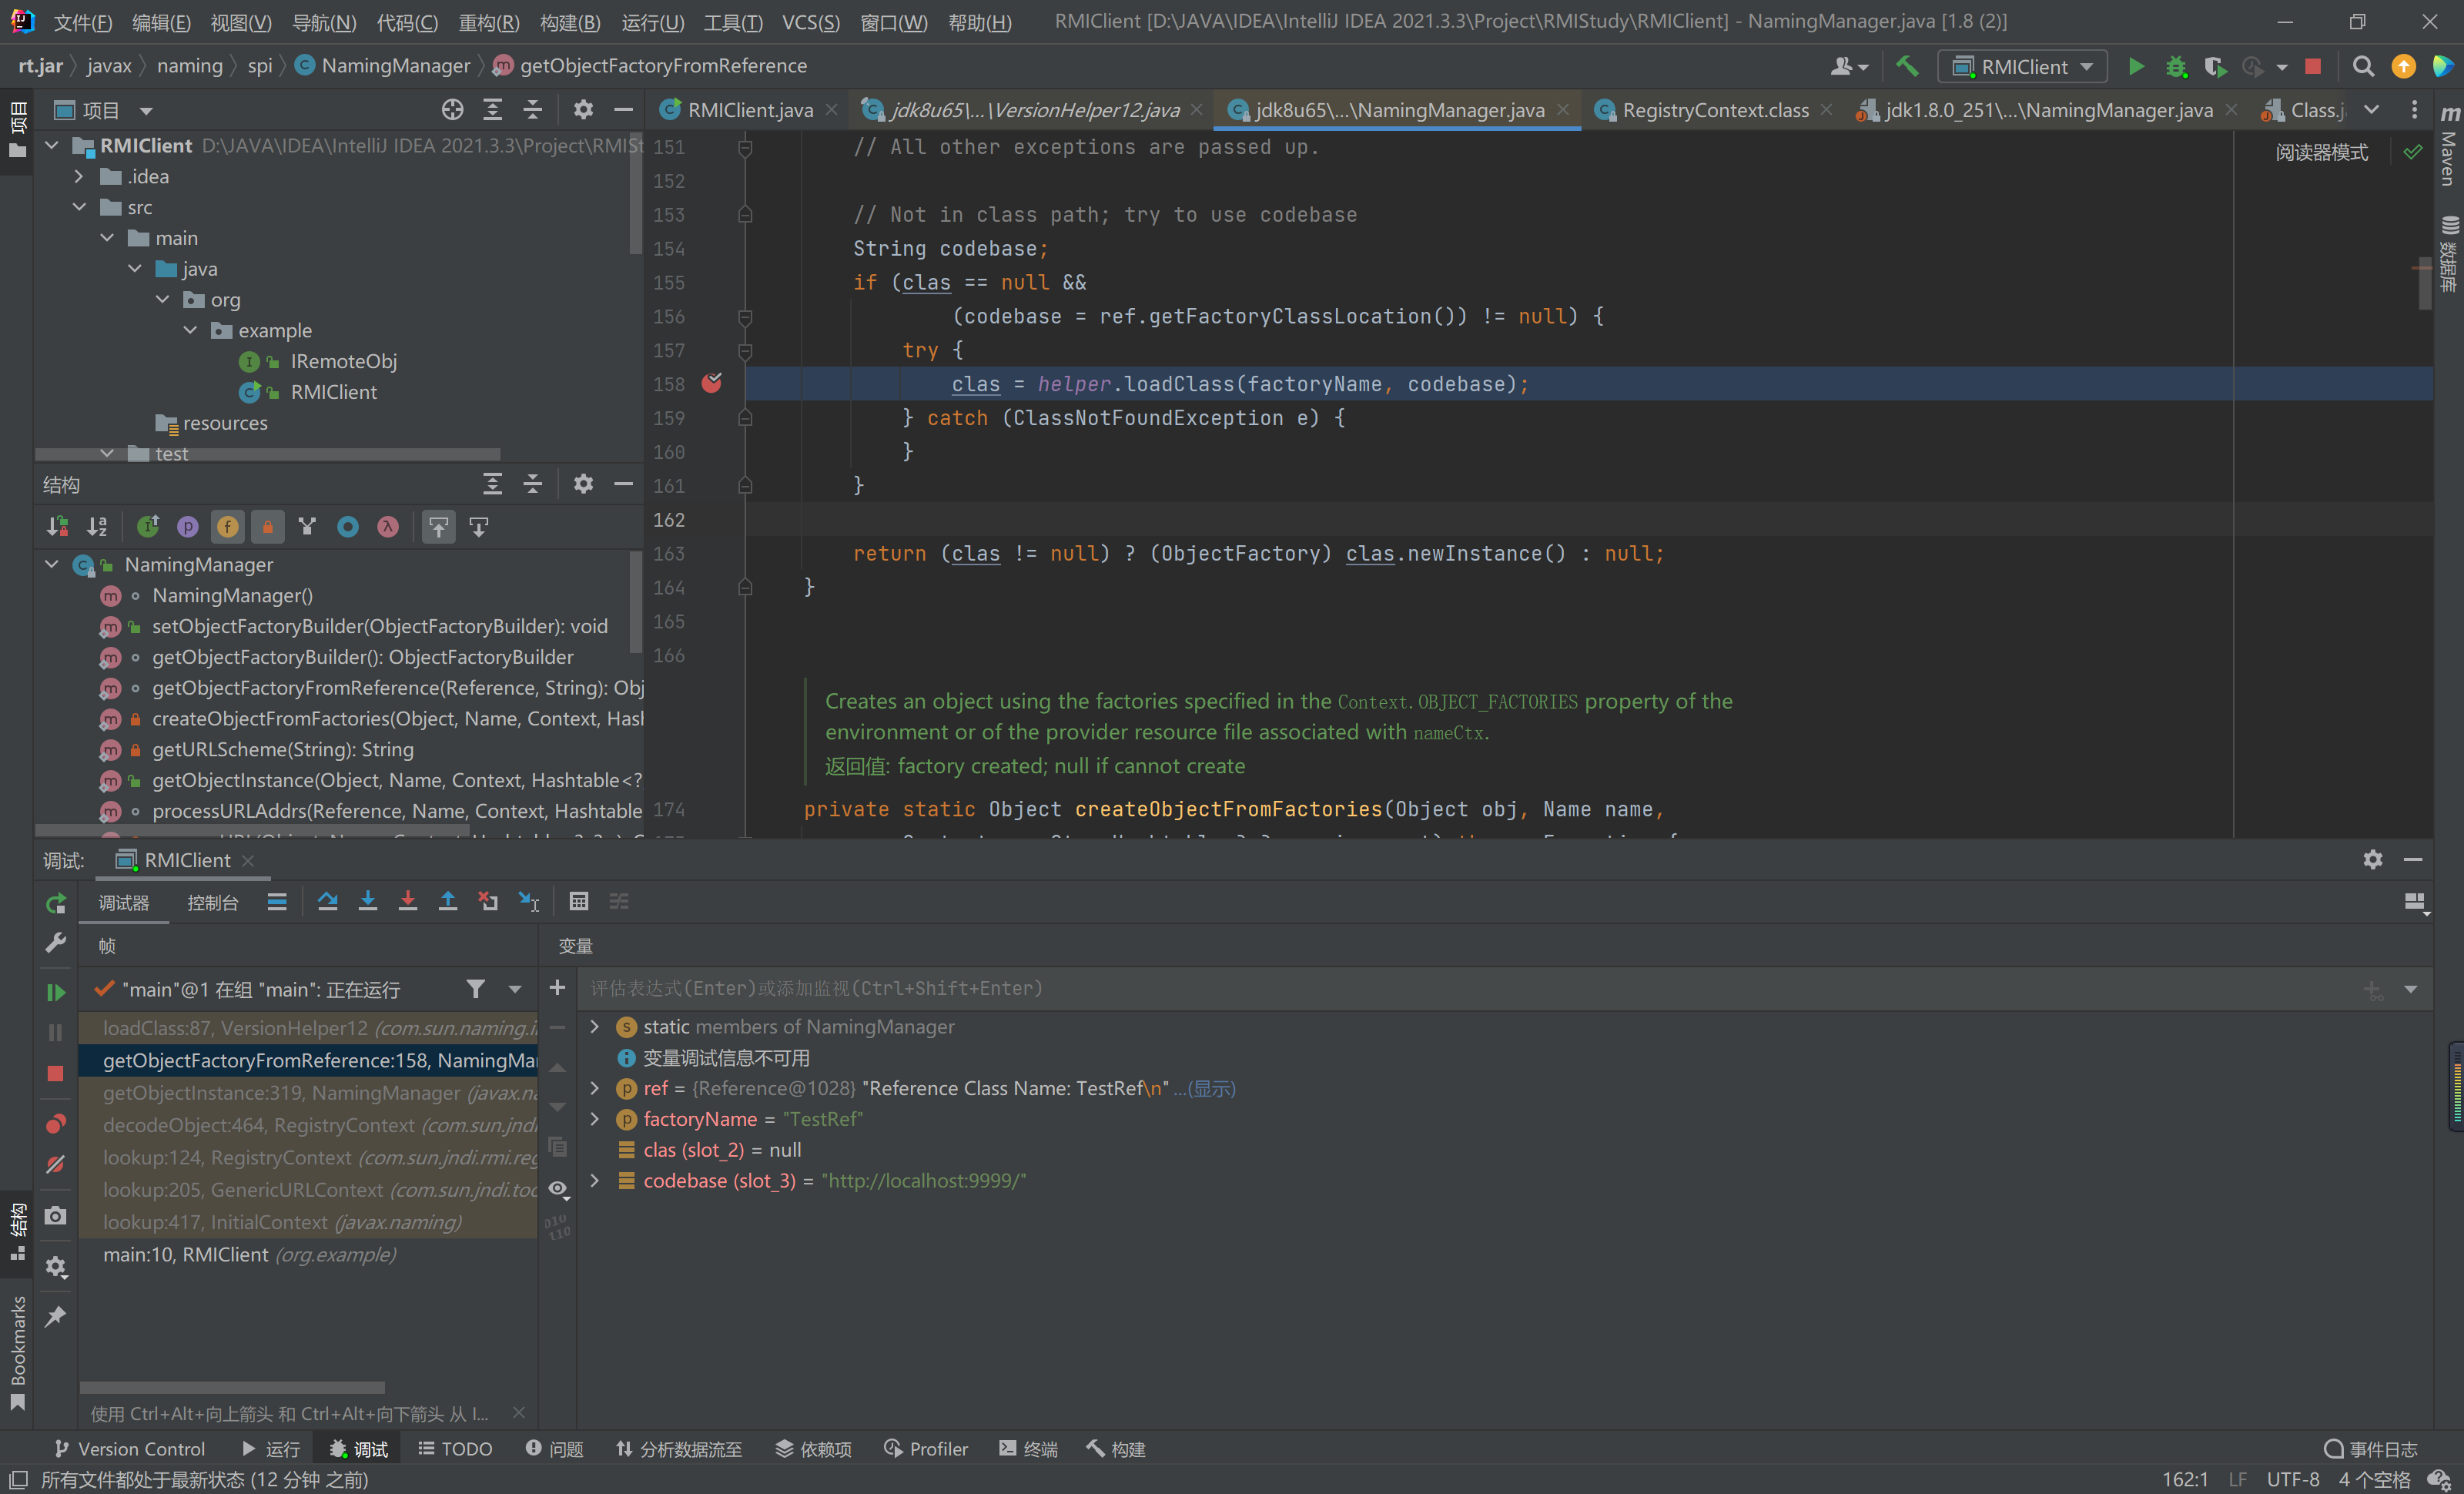 文件(F) 编辑(E) 视图(V) 导航(N) 代码(C) 重构(R) 构建(B) 运行(U) 工具(T) VCS(S) 窗口(W) 帮助(H) RMIClient [D:\JAVA\IDEA\IntelliJ IDEA 2021.3.3\Project\RMIStudy\RMIClient] - NamingManager.java [1.8 (2)]
rt.jar javax naming spi NamingManager getObjectFactoryFromReference RMIClient
项目
RMIClient.java jdk8u65\...\VersionHelper12.java jdk8u65\...\NamingManager.java RegistryContext.class jdk1.8.0_251\...\NamingManager.java Class.j
项目
RMIClient D:\JAVA\IDEA\IntelliJ IDEA 2021.3.3\Project\RMISt
.idea
src
main
java
org
example
IRemoteObj
RMIClient
resources
test
阅读器模式
Maven
数据库
151 // All other exceptions are passed up.
152
153 // Not in class path; try to use codebase
154 String codebase;
155 if (clas == null &&
156 (codebase = ref.getFactoryClassLocation()) != null) {
157 try {
158 clas = helper.loadClass(factoryName, codebase);
159 } catch (ClassNotFoundException e) {
160 }
161 }
162
163 return (clas != null) ? (ObjectFactory) clas.newInstance() : null;
164 }
165
166
Creates an object using the factories specified in the Context.OBJECT_FACTORIES property of the
environment or of the provider resource file associated with nameCtx.
返回值: factory created; null if cannot create
174 private static Object createObjectFromFactories(Object obj, Name name,
结构
NamingManager
NamingManager()
setObjectFactoryBuilder(ObjectFactoryBuilder): void
getObjectFactoryBuilder(): ObjectFactoryBuilder
getObjectFactoryFromReference(Reference, String): Obj
createObjectFromFactories(Object, Name, Context, Hash
getURLScheme(String): String
getObjectInstance(Object, Name, Context, Hashtable<?
processURLAddrs(Reference, Name, Context, Hashtable
调试: RMIClient
调试器 控制台
帧
变量
"main"@1 在组 "main": 正在运行
评估表达式(Enter)或添加监视(Ctrl+Shift+Enter)
loadClass:87, VersionHelper12 (com.sun.naming.i
getObjectFactoryFromReference:158, NamingMa
getObjectInstance:319, NamingManager (javax.na
decodeObject:464, RegistryContext (com.sun.jndi
lookup:124, RegistryContext (com.sun.jndi.rmi.reg
lookup:205, GenericURLContext (com.sun.jndi.too
lookup:417, InitialContext (javax.naming)
main:10, RMIClient (org.example)
static members of NamingManager
变量调试信息不可用
ref = {Reference@1028} "Reference Class Name: TestRef\n" ...(显示)
factoryName = "TestRef"
clas (slot_2) = null
codebase (slot_3) = "http://localhost:9999/"
结构
Bookmarks
使用 Ctrl+Alt+向上箭头 和 Ctrl+Alt+向下箭头 从 I...
Version Control 运行 调试 TODO 问题 分析数据流至 依赖项 Profiler 终端 构建 事件日志
所有文件都处于最新状态 (12 分钟 之前) 162:1 LF UTF-8 4 个空格